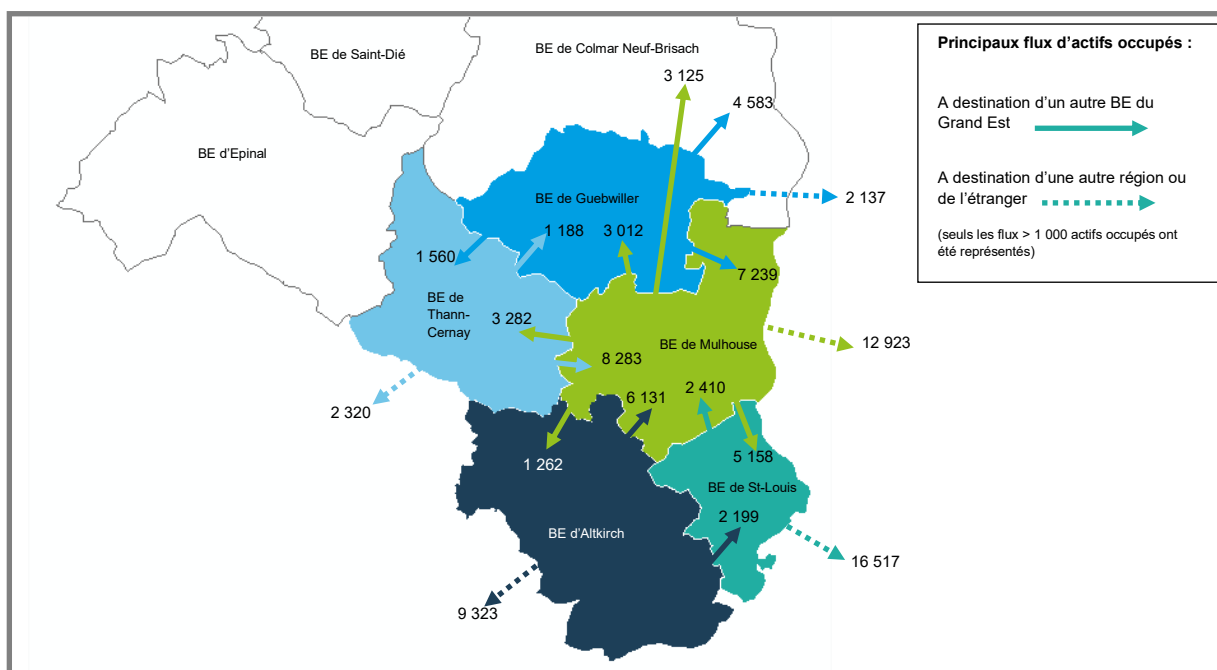 BE de Colmar Neuf-Brisach
BE de Saint-Dié
3 125
4 583
BE d'Epinal
BE de Guebwiller
2 137
1 188
3 012
1 560
7 239
BE de
Thann-
Cernay
3 282
BE de Mulhouse
12 923
8 283
2 320
6 131
2 410
1 262
5 158
BE de St-Louis
2 199
BE d'Altkirch
16 517
9 323
Principaux flux d'actifs occupés :
A destination d'un autre BE du
Grand Est
A destination d'une autre région ou
de l'étranger
(seuls les flux > 1 000 actifs occupés ont
été représentés)